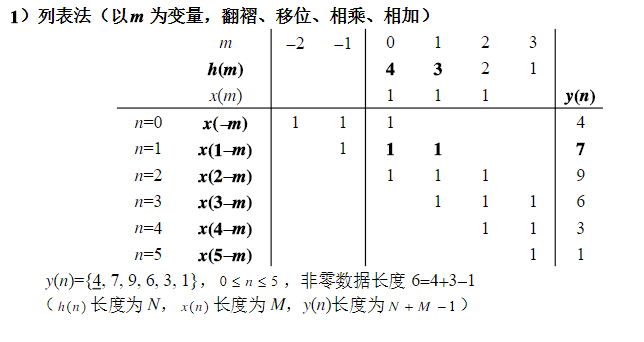 1）列表法（以m 为变量，翻褶、移位、相乘、相加）
m –2 –1 0 1 2 3
h(m) 4 3 2 1
x(m) 1 1 1 y(n)
n=0 x(–m) 1 1 1 4
n=1 x(1–m) 1 1 1 7
n=2 x(2–m) 1 1 1 9
n=3 x(3–m) 1 1 1 6
n=4 x(4–m) 1 1 3
n=5 x(5–m) 1 1
y(n)={4, 7, 9, 6, 3, 1}，0 ≤ n ≤ 5，非零数据长度 6=4+3–1
（h(n) 长度为 N，x(n) 长度为 M，y(n)长度为 N + M − 1）